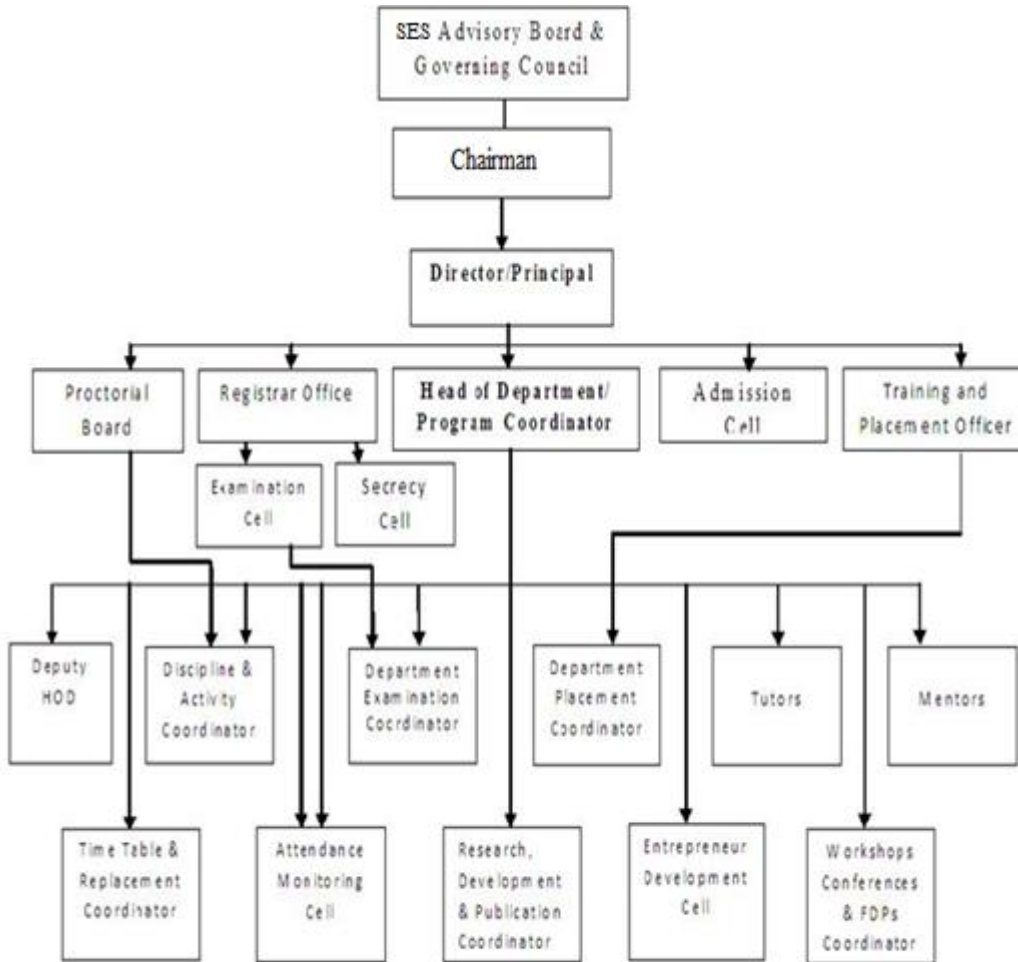 SES Advisory Board &
Governing Council
Chairman
Director/Principal
Proctorial
Board
Registrar Office
Head of Department/
Program Coordinator
Admission
Cell
Training and
Placement Officer
Examination
Cell
Secrecy
Cell
Deputy
HOD
Discipline &
Activity
Coordinator
Department
Examination
Coordinator
Department
Placement
Coordinator
Tutors
Mentors
Time Table &
Replacement
Coordinator
Attendance
Monitoring
Cell
Research,
Development
& Publication
Coordinator
Entrepreneur
Development
Cell
Workshops
Conferences
& FDPs
Coordinator